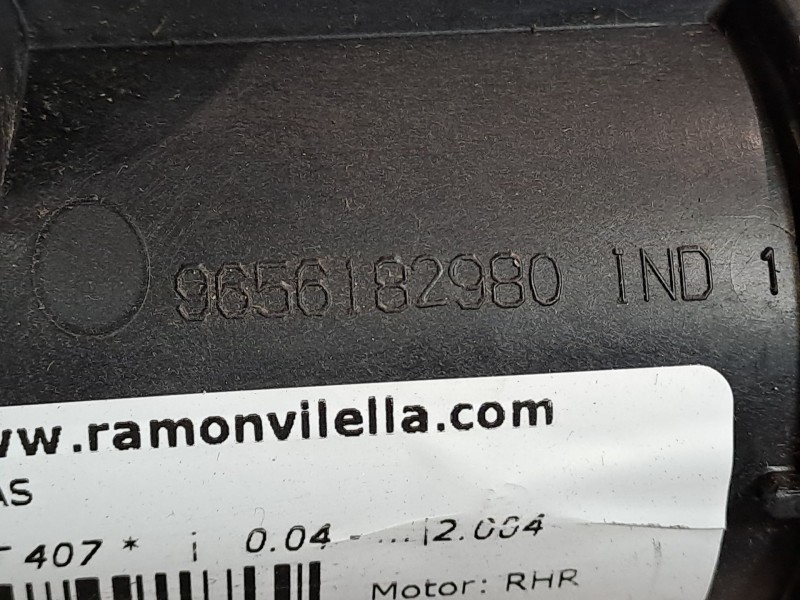 9656182980 IND 1
ww.ramonvilella.com
AS
407 * ¡ 0.04 - ...|2.004
Motor: RHR